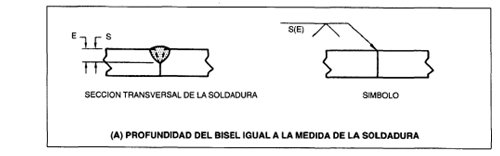 E S
S(E)
SECCION TRANSVERSAL DE LA SOLDADURA
SIMBOLO
(A) PROFUNDIDAD DEL BISEL IGUAL A LA MEDIDA DE LA SOLDADURA